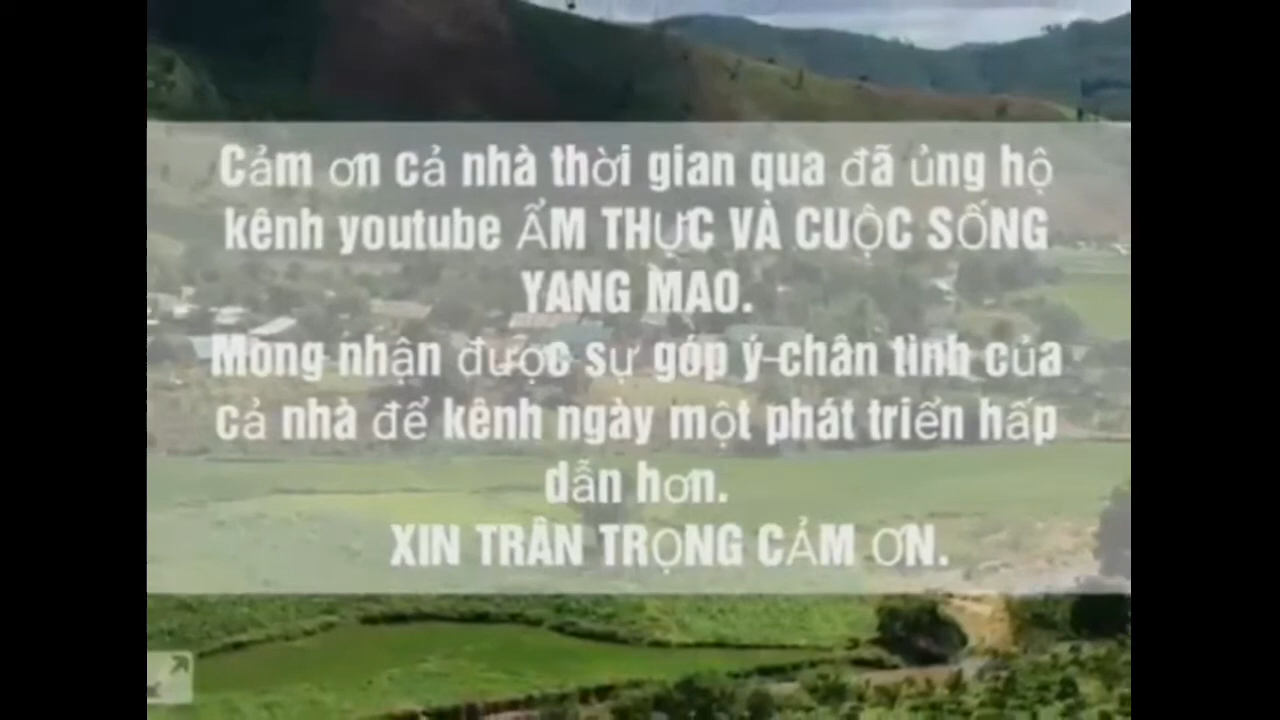 Cảm ơn cả nhà thời gian qua đã ủng hộ
kênh youtube ẨM THỰC VÀ CUỘC SỐNG
YANG MAO.
Mong nhận được sự góp ý chân tình của
cả nhà để kênh ngày một phát triển hấp
dẫn hơn.
XIN TRÂN TRỌNG CẢM ƠN.